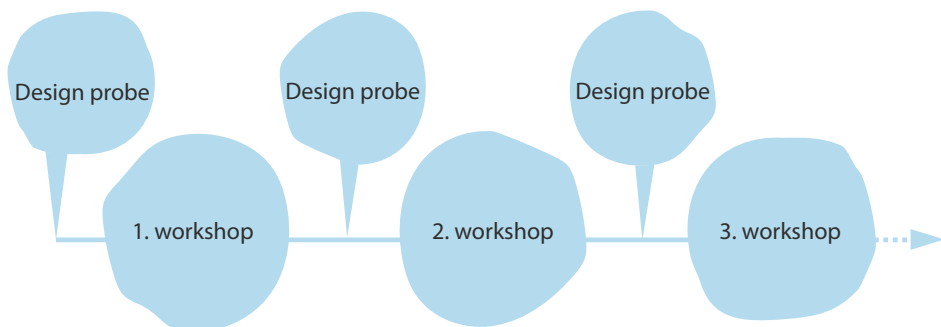 Design probe
Design probe
Design probe
1. workshop
2. workshop
3. workshop